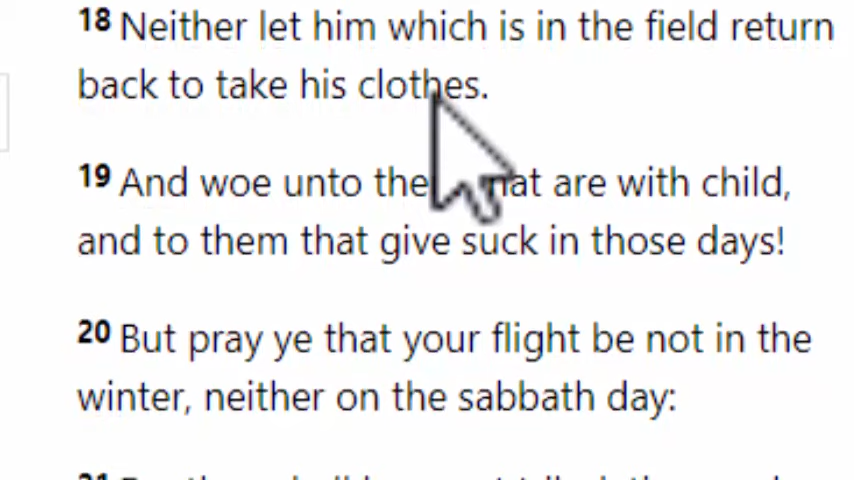 18 Neither let him which is in the field return
back to take his clothes.
19 And woe unto that are with child,
and to them that give suck in those days!
20 But pray ye that your flight be not in the
winter, neither on the sabbath day:
21